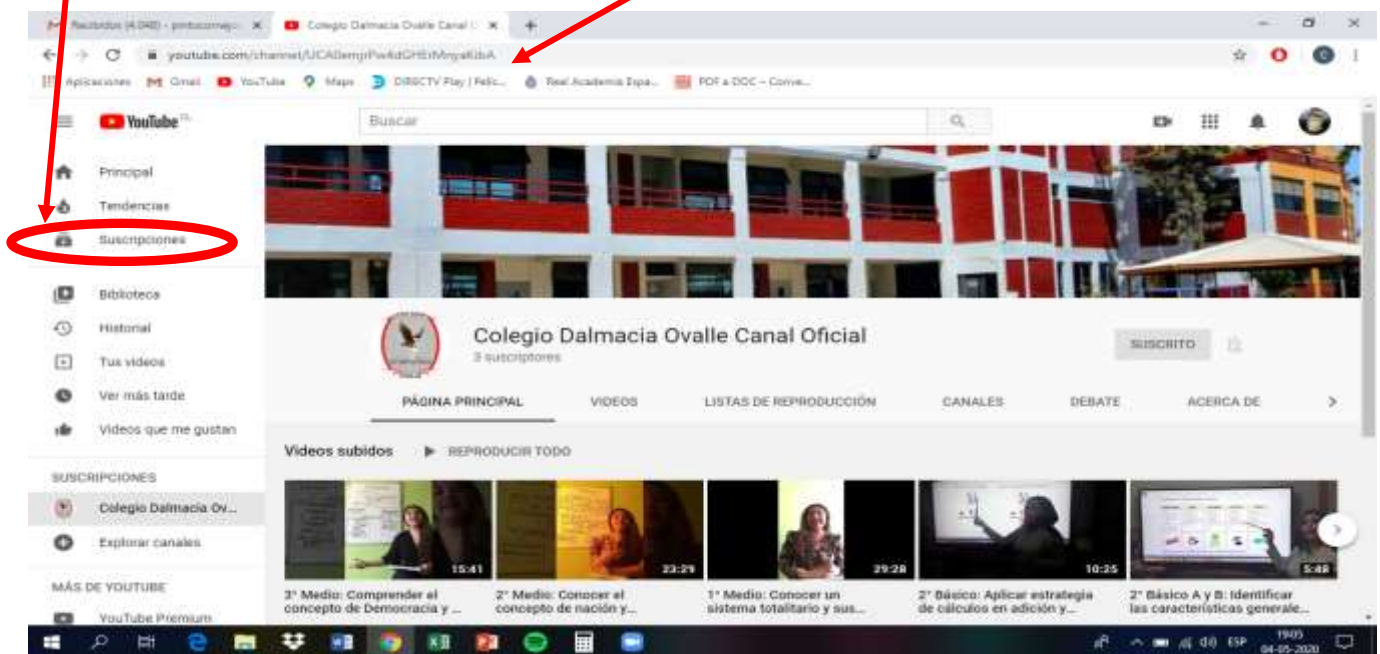 Colegio Dalmacia Ovalle Canal
Aplicaciones Gmail YouTube Maps DIRECTV Play | Felic... Real Academia Espa... PDF a DOC – Conve...
YouTube
Buscar
Principal
Tendencias
Suscripciones
Biblioteca
Historial
Tus videos
Ver más tarde
Videos que me gustan
SUSCRIPCIONES
Colegio Dalmacia Ov...
Explorar canales
MÁS DE YOUTUBE
YouTube Premium
Colegio Dalmacia Ovalle Canal Oficial
3 suscriptores
SUSCRITO
PÁGINA PRINCIPAL VIDEOS LISTAS DE REPRODUCCIÓN CANALES DEBATE ACERCA DE
Videos subidos REPRODUCIR TODO
15:41 23:29 29:28 10:25 5:48
3° Medio: Comprender el
concepto de Democracia y ...
2° Medio: Conocer el
concepto de nación y...
1° Medio: Conocer un
sistema totalitario y sus...
2° Básico: Aplicar estrategia
de cálculos en adición y...
2° Básico A y B: Identificar
las características generale...
ESP
19:05
04-05-2020